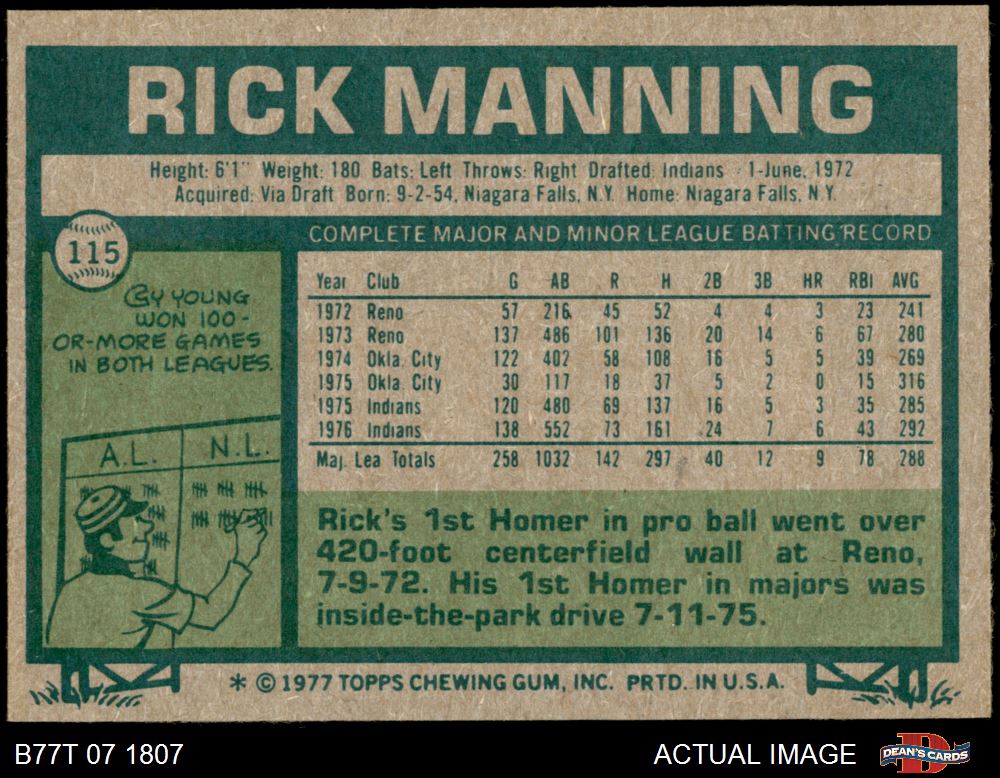 RICK MANNING
Height: 6'1" Weight: 180 Bats: Left Throws: Right Drafted: Indians #1-June, 1972
Acquired: Via Draft Born: 9-2-54, Niagara Falls, N.Y. Home: Niagara Falls, N.Y.
115
CY YOUNG
WON 100-
OR-MORE GAMES
IN BOTH LEAGUES.
A.L. N.L.
COMPLETE MAJOR AND MINOR LEAGUE BATTING RECORD
Year Club G AB R H 2B 3B HR RBI AVG
1972 Reno 57 216 45 52 4 4 3 23 241
1973 Reno 137 486 101 136 20 14 6 67 280
1974 Okla. City 122 402 58 108 16 5 5 39 269
1975 Okla. City 30 117 18 37 5 2 0 15 316
1975 Indians 120 480 69 137 16 5 3 35 285
1976 Indians 138 552 73 161 24 7 6 43 292
Maj. Lea Totals 258 1032 142 297 40 12 9 78 288
Rick's 1st Homer in pro ball went over
420-foot centerfield wall at Reno,
7-9-72. His 1st Homer in majors was
inside-the-park drive 7-11-75.
* © 1977 TOPPS CHEWING GUM, INC. PRTD. IN U.S.A.
B77T 07 1807 ACTUAL IMAGE DEAN'S CARDS